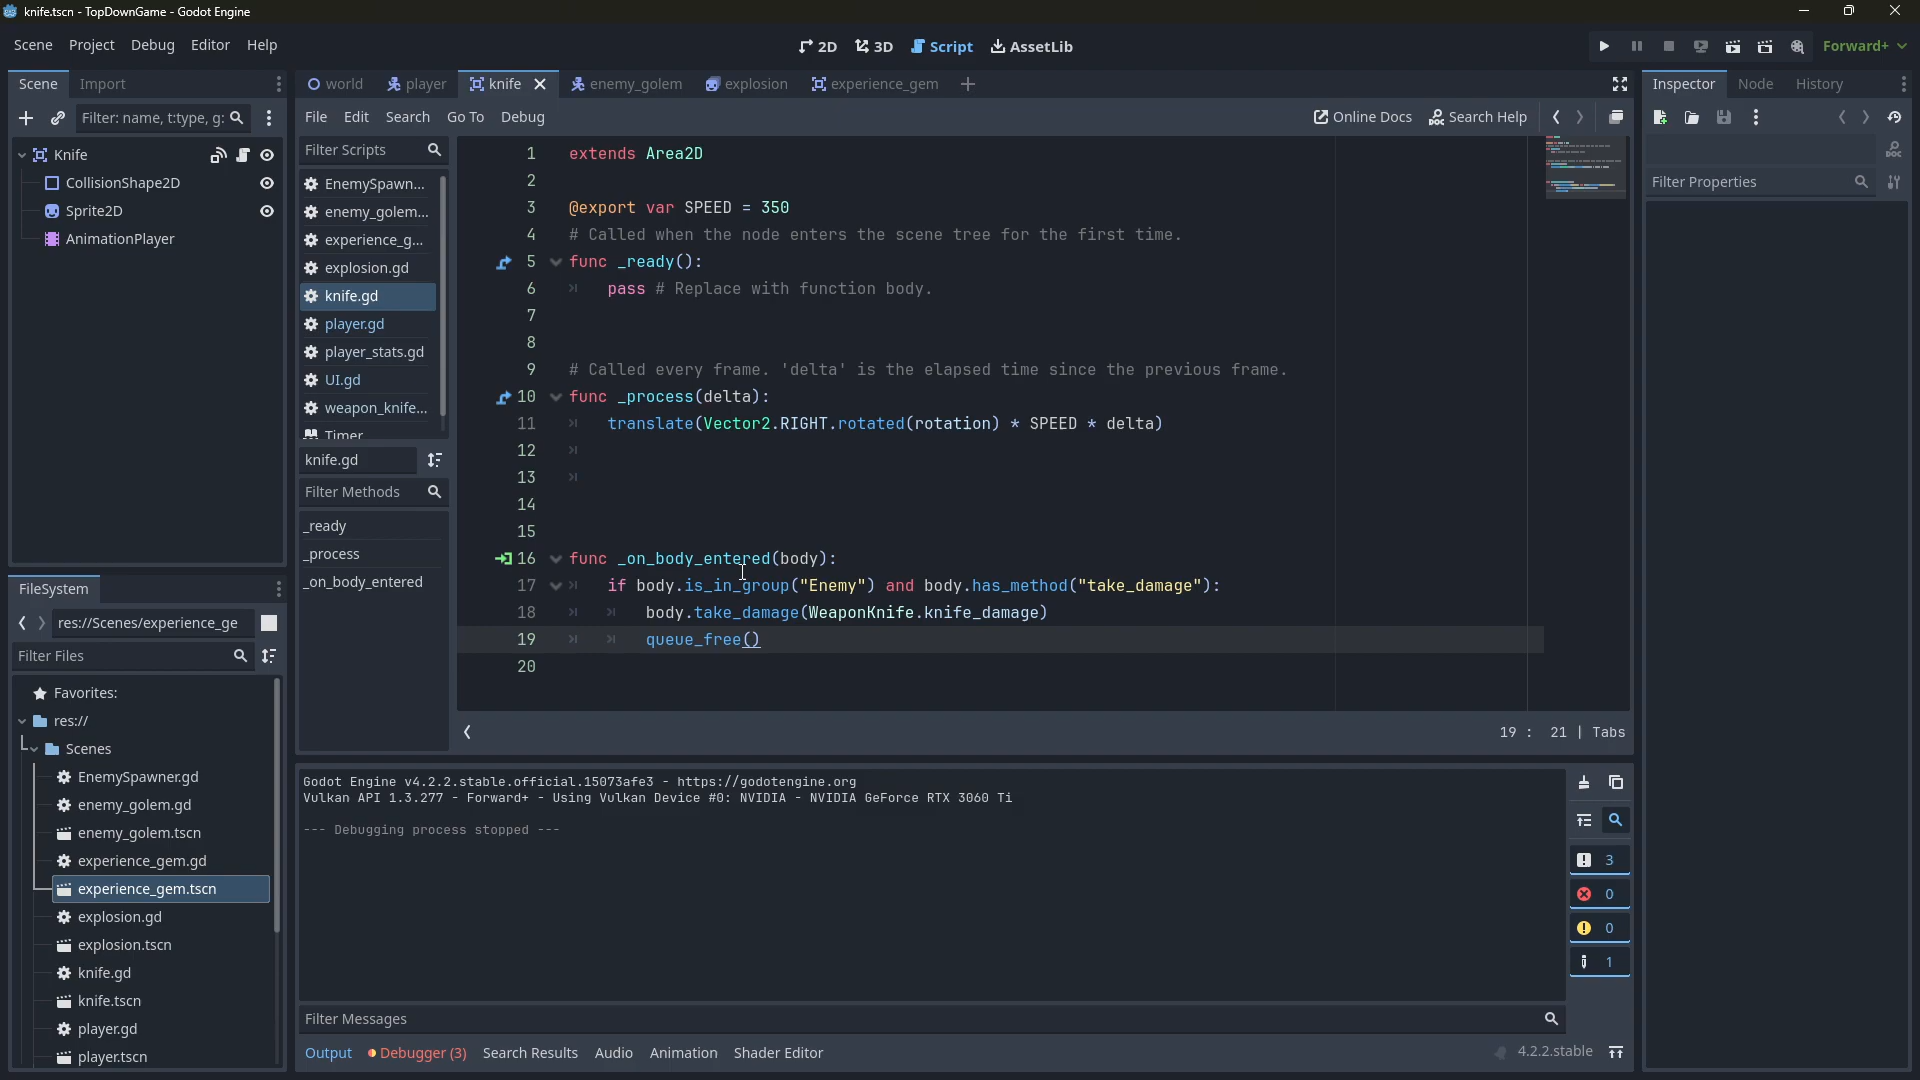 knife.tscn - TopDownGame - Godot Engine
Scene Project Debug Editor Help
2D 3D Script AssetLib
Forward+
Scene Import
world player knife enemy_golem explosion experience_gem
Inspector Node History
Filter: name, t:type, g:
File Edit Search Go To Debug
Online Docs Search Help
Knife
CollisionShape2D
Sprite2D
AnimationPlayer
Filter Scripts
EnemySpawn...
enemy_golem...
experience_g...
explosion.gd
knife.gd
player.gd
player_stats.gd
UI.gd
weapon_knife...
Timer
knife.gd
Filter Methods
_ready
_process
_on_body_entered
1 extends Area2D
2
3 @export var SPEED = 350
4 # Called when the node enters the scene tree for the first time.
5 func _ready():
6 pass # Replace with function body.
7
8
9 # Called every frame. 'delta' is the elapsed time since the previous frame.
10 func _process(delta):
11 translate(Vector2.RIGHT.rotated(rotation) * SPEED * delta)
12
13
14
15
16 func _on_body_entered(body):
17 if body.is_in_group("Enemy") and body.has_method("take_damage"):
18 body.take_damage(WeaponKnife.knife_damage)
19 queue_free()
20
19 : 21 | Tabs
DOC
Filter Properties
FileSystem
res://Scenes/experience_ge
Filter Files
Favorites:
res://
Scenes
EnemySpawner.gd
enemy_golem.gd
enemy_golem.tscn
experience_gem.gd
experience_gem.tscn
explosion.gd
explosion.tscn
knife.gd
knife.tscn
player.gd
player.tscn
Godot Engine v4.2.2.stable.official.15073afe3 - https://godotengine.org
Vulkan API 1.3.277 - Forward+ - Using Vulkan Device #0: NVIDIA - NVIDIA GeForce RTX 3060 Ti
--- Debugging process stopped ---
3
0
0
1
Filter Messages
Output Debugger (3) Search Results Audio Animation Shader Editor
4.2.2.stable